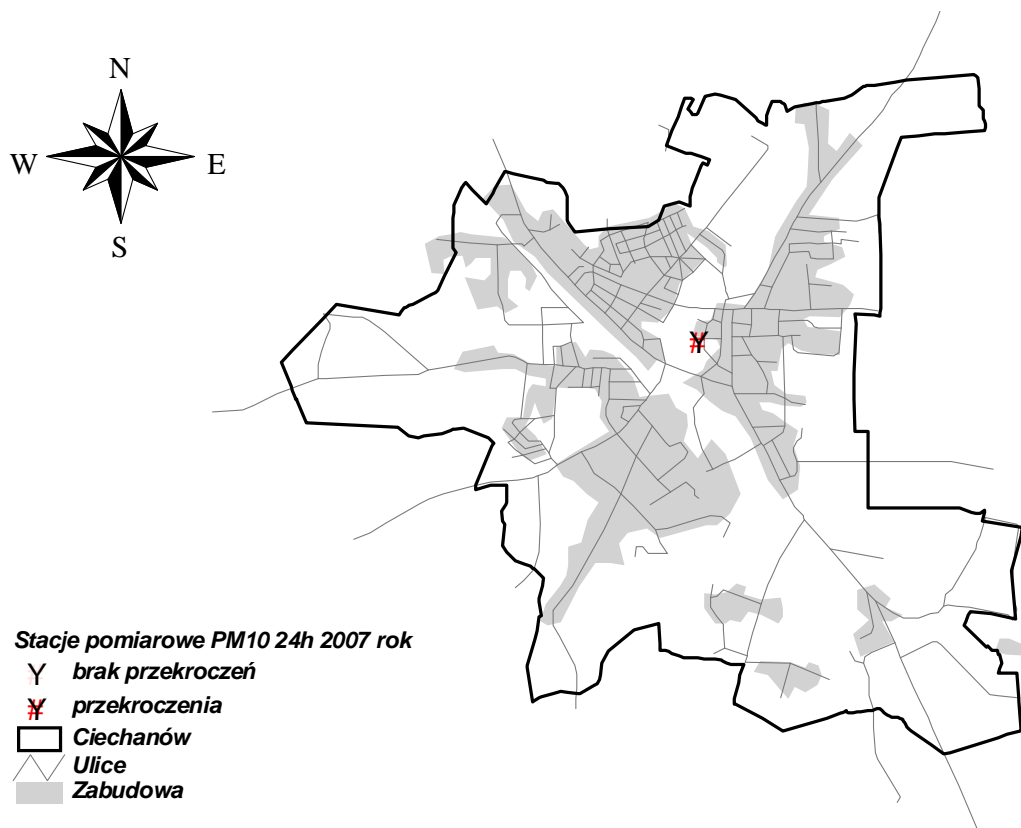 N
W
E
S
Stacje pomiarowe PM10 24h 2007 rok
Y brak przekroczeń
# Y przekroczenia
Ciechanów
Ulice
Zabudowa
# Y